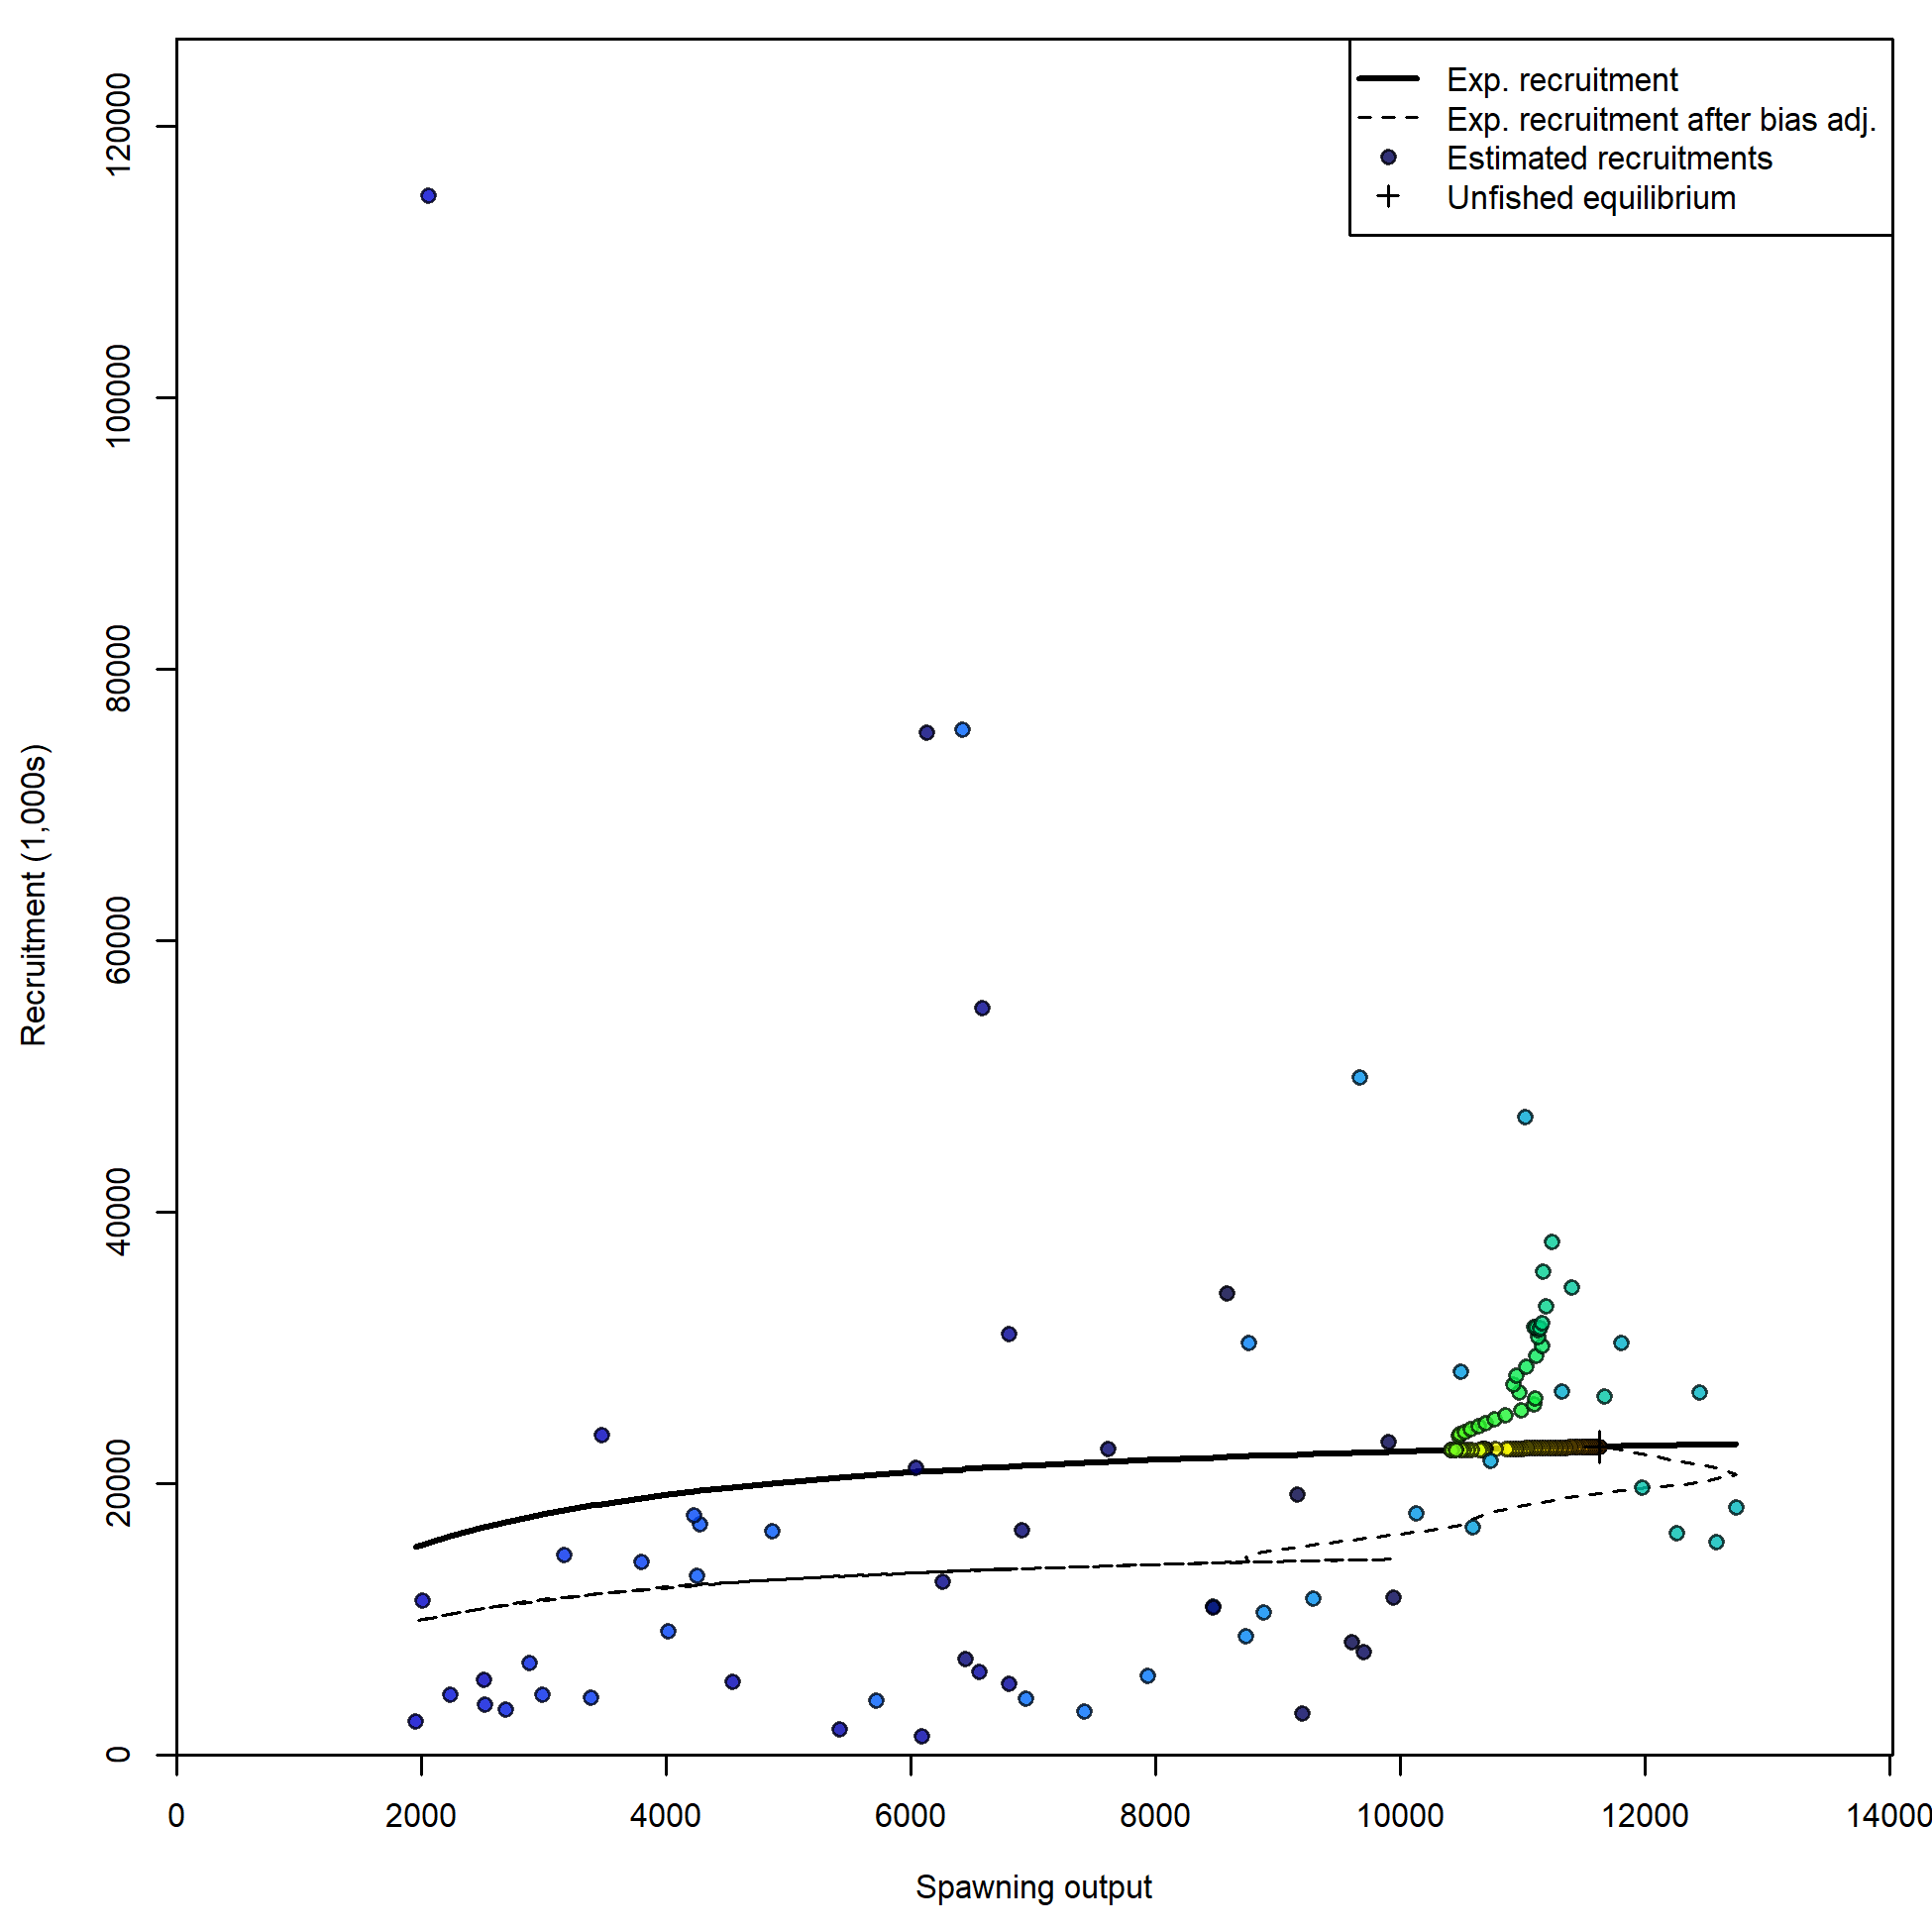 Exp. recruitment
Exp. recruitment after bias adj.
Estimated recruitments
Unfished equilibrium
120000
100000
80000
60000
40000
20000
0
Recruitment (1,000s)
0 2000 4000 6000 8000 10000 12000 14000
Spawning output